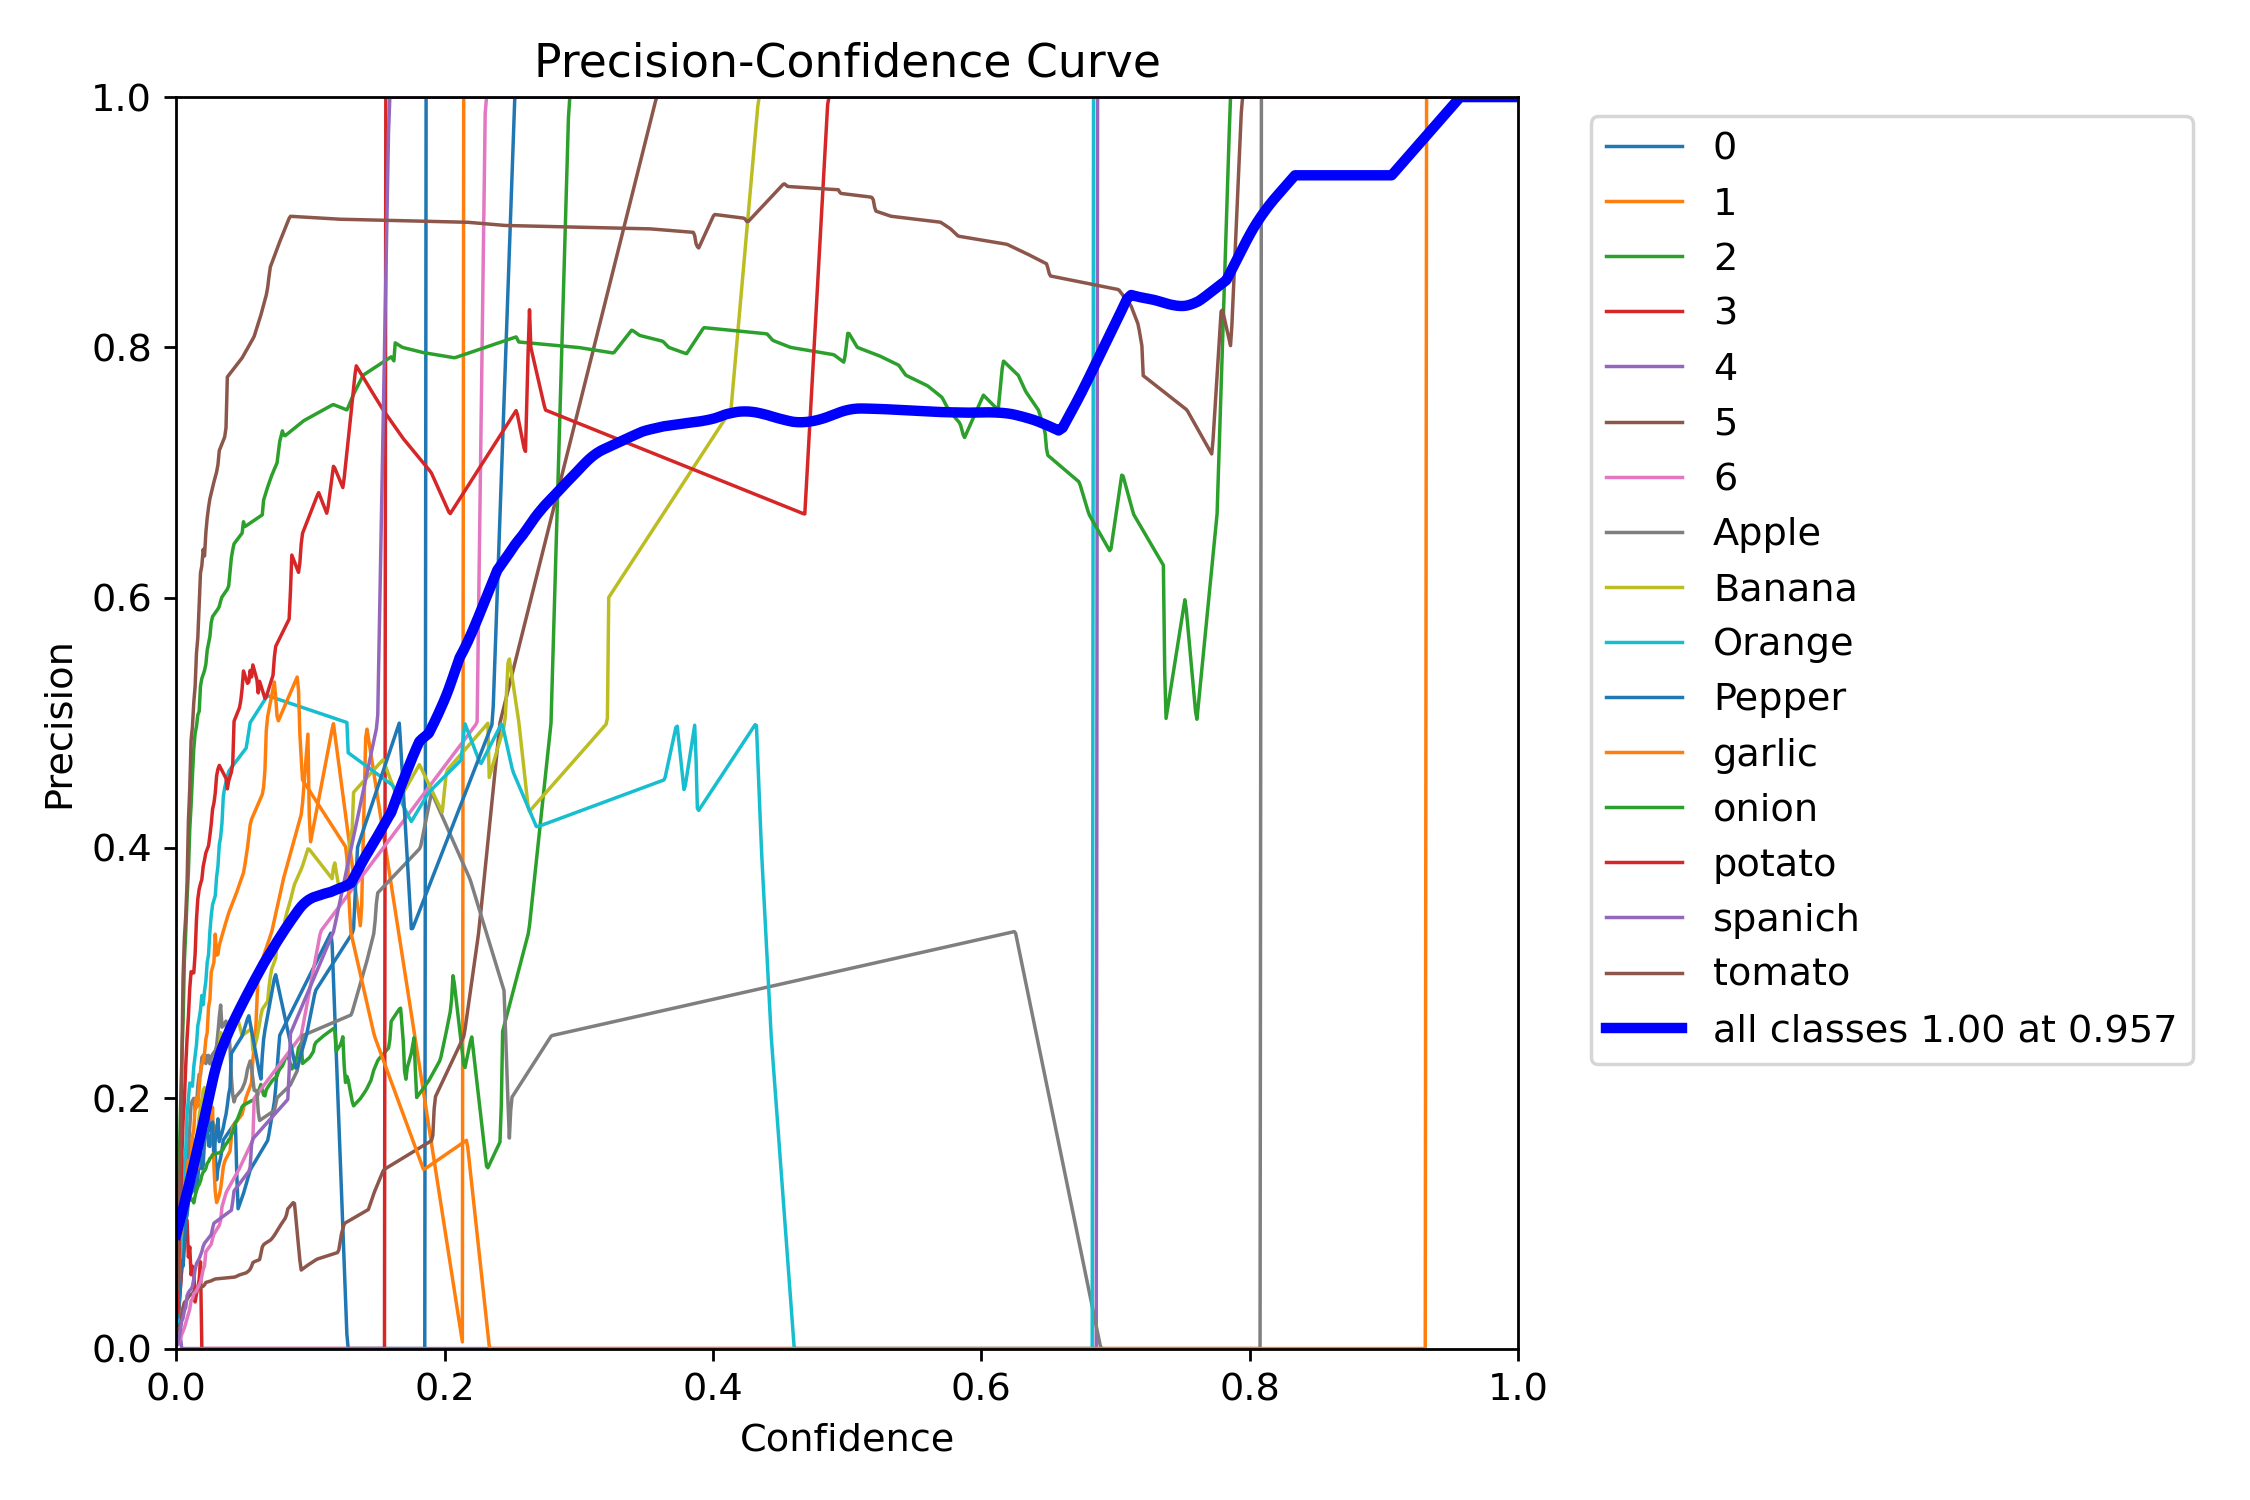 Precision-Confidence Curve
1.0
0.8
0.6
0.4
0.2
0.0
Precision
0.0 0.2 0.4 0.6 0.8 1.0
Confidence
0
1
2
3
4
5
6
Apple
Banana
Orange
Pepper
garlic
onion
potato
spanich
tomato
all classes 1.00 at 0.957